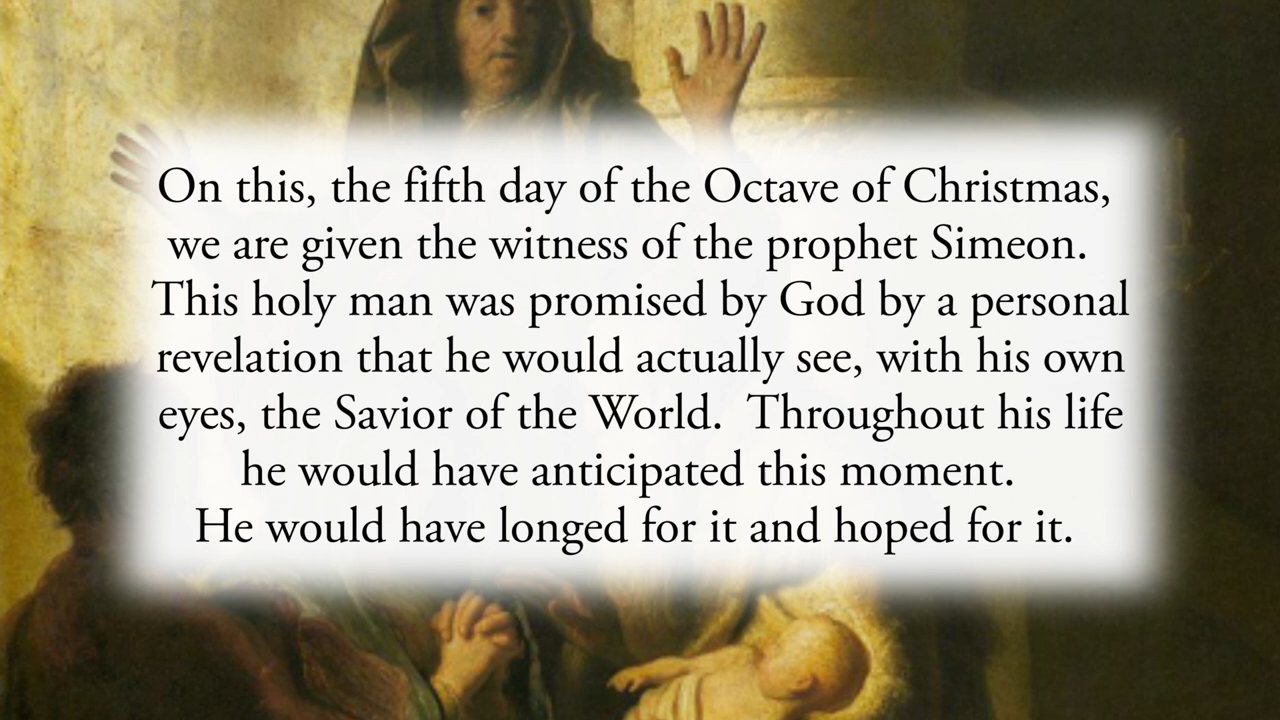 On this, the fifth day of the Octave of Christmas,
we are given the witness of the prophet Simeon.
This holy man was promised by God by a personal
revelation that he would actually see, with his own
eyes, the Savior of the World.  Throughout his life
he would have anticipated this moment.
He would have longed for it and hoped for it.